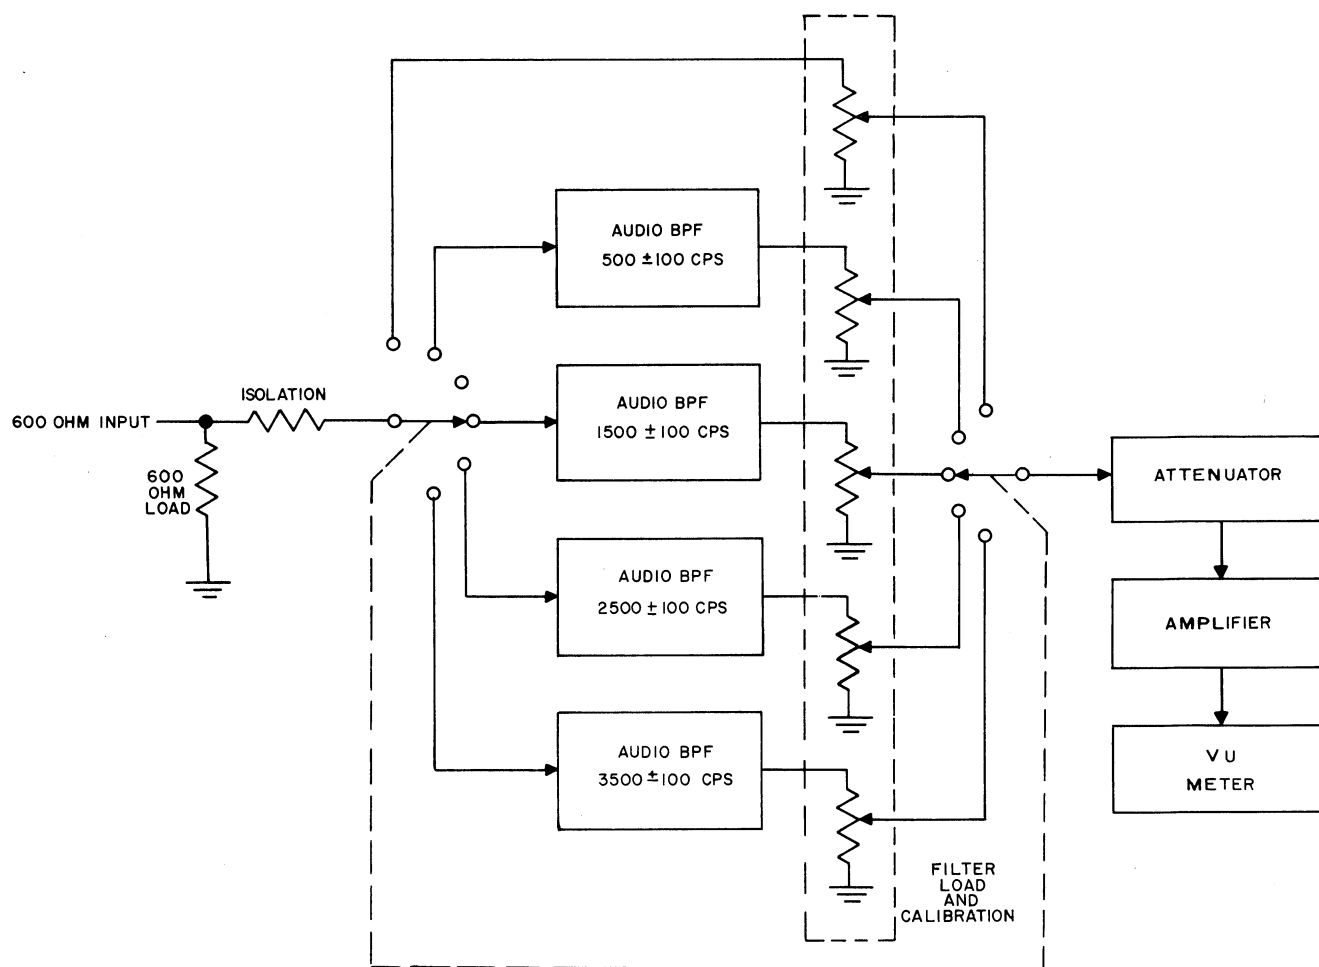 AUDIO BPF
500 ± 100 CPS
ISOLATION
600 OHM INPUT
600
OHM
LOAD
AUDIO BPF
1500 ± 100 CPS
ATTENUATOR
AUDIO BPF
2500 ± 100 CPS
AMPLIFIER
AUDIO BPF
3500 ± 100 CPS
VU
METER
FILTER
LOAD
AND
CALIBRATION